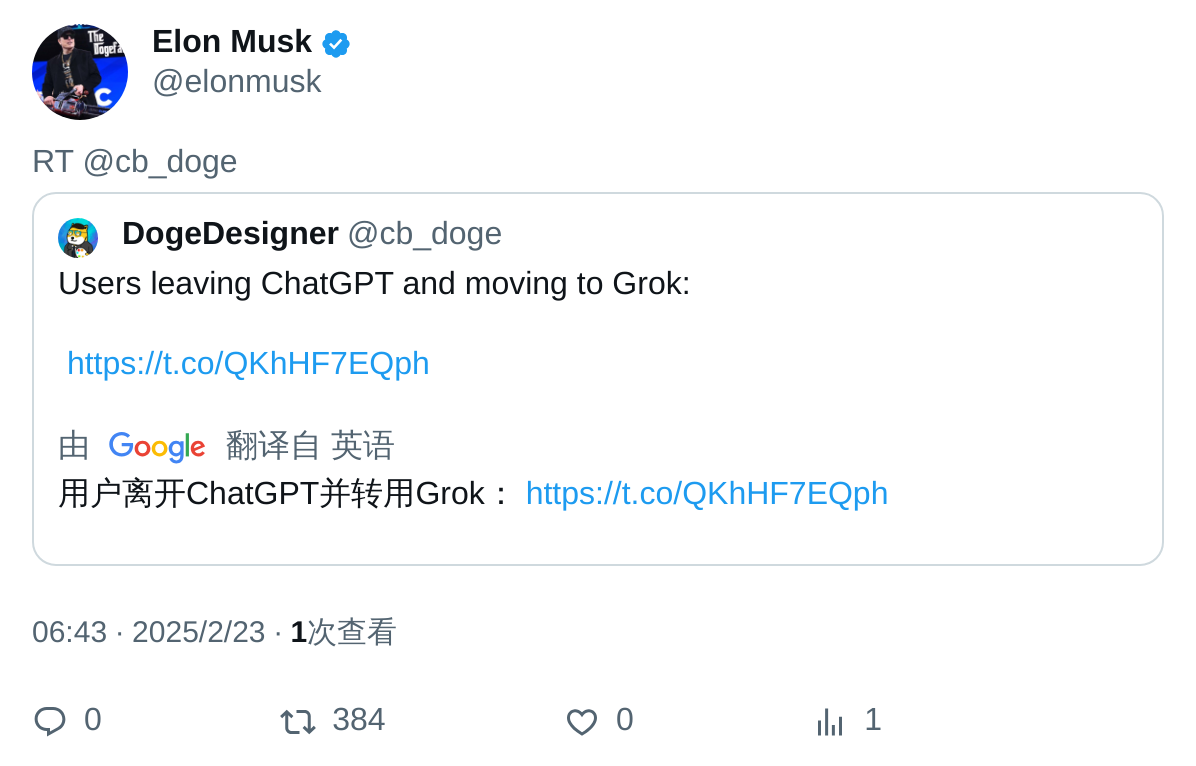 The
Dogefa
C
Elon Musk
@elonmusk
RT @cb_doge
DogeDesigner @cb_doge
Users leaving ChatGPT and moving to Grok:
https://t.co/QKhHF7EQph
由 Google 翻译自 英语
用户离开ChatGPT并转用Grok： https://t.co/QKhHF7EQph
06:43 · 2025/2/23 · 1次查看
0 384 0 1